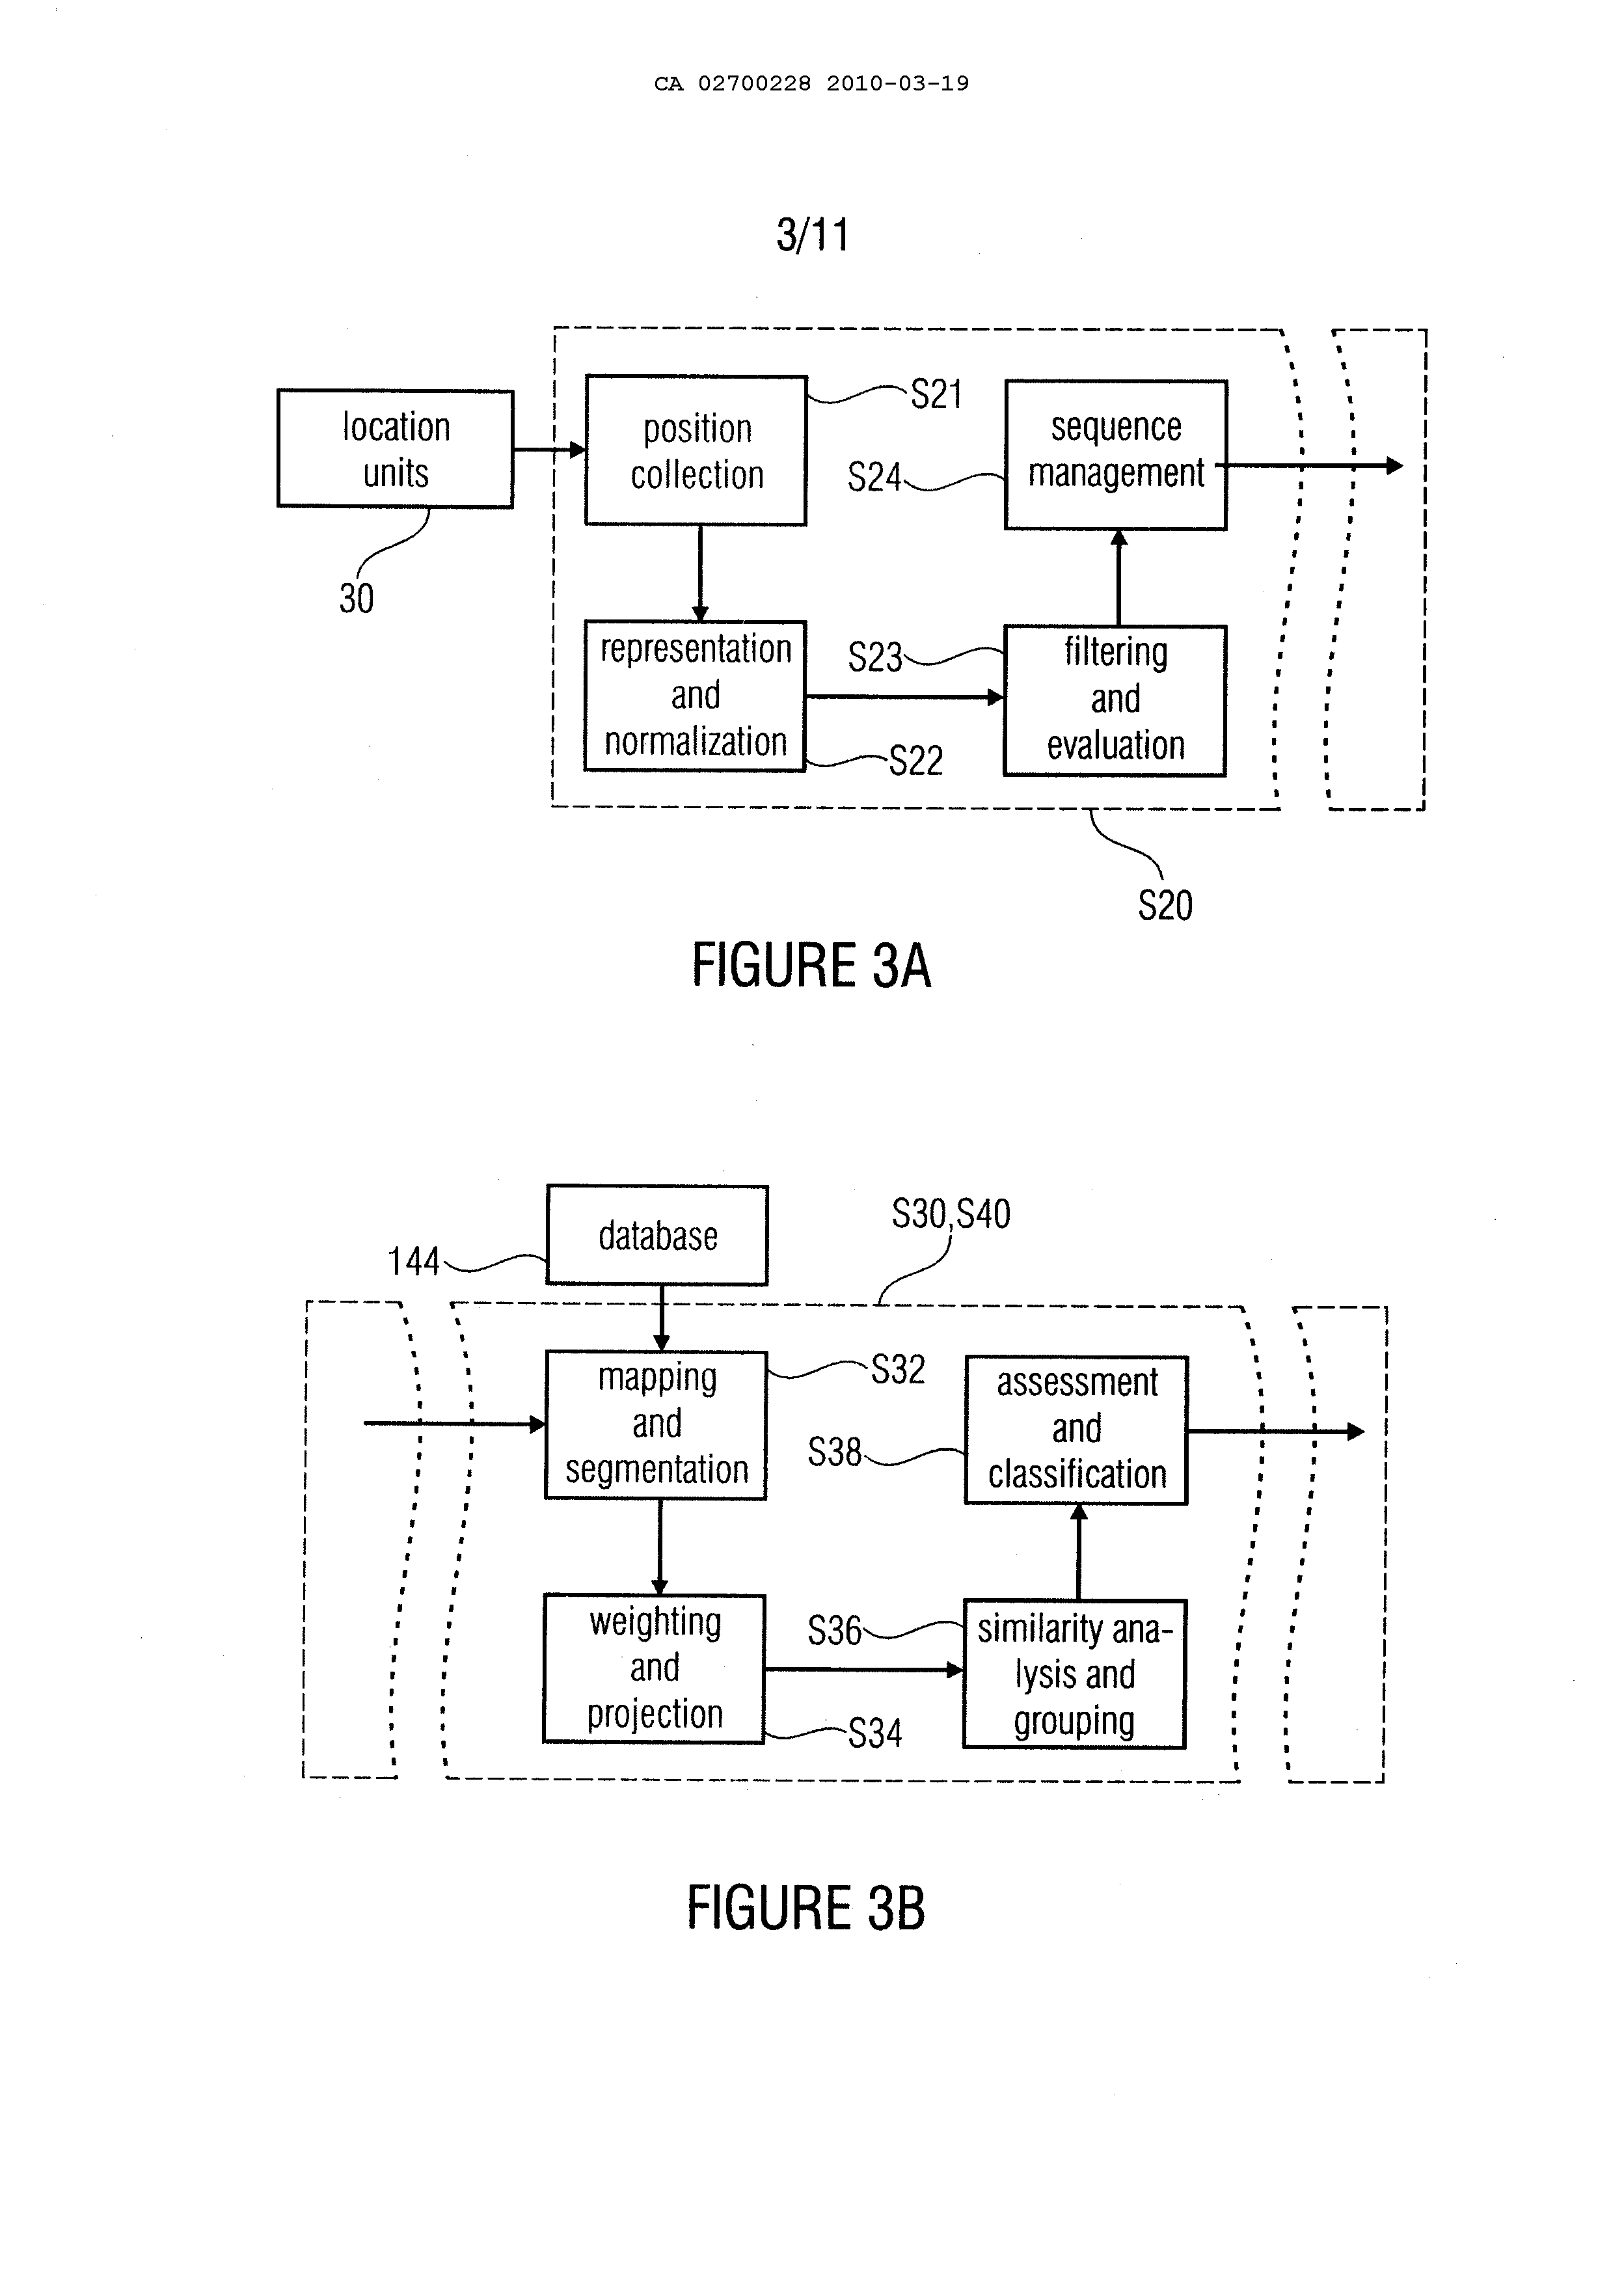 CA 02700228 2010-03-19
3/11
location
units
30
position
collection
S21
representation
and
normalization
S22
S23
filtering
and
evaluation
S24
sequence
management
S20
FIGURE 3A
database
144
S30,S40
mapping
and
segmentation
S32
weighting
and
projection
S34
S36
similarity ana-
lysis and
grouping
S38
assessment
and
classification
FIGURE 3B